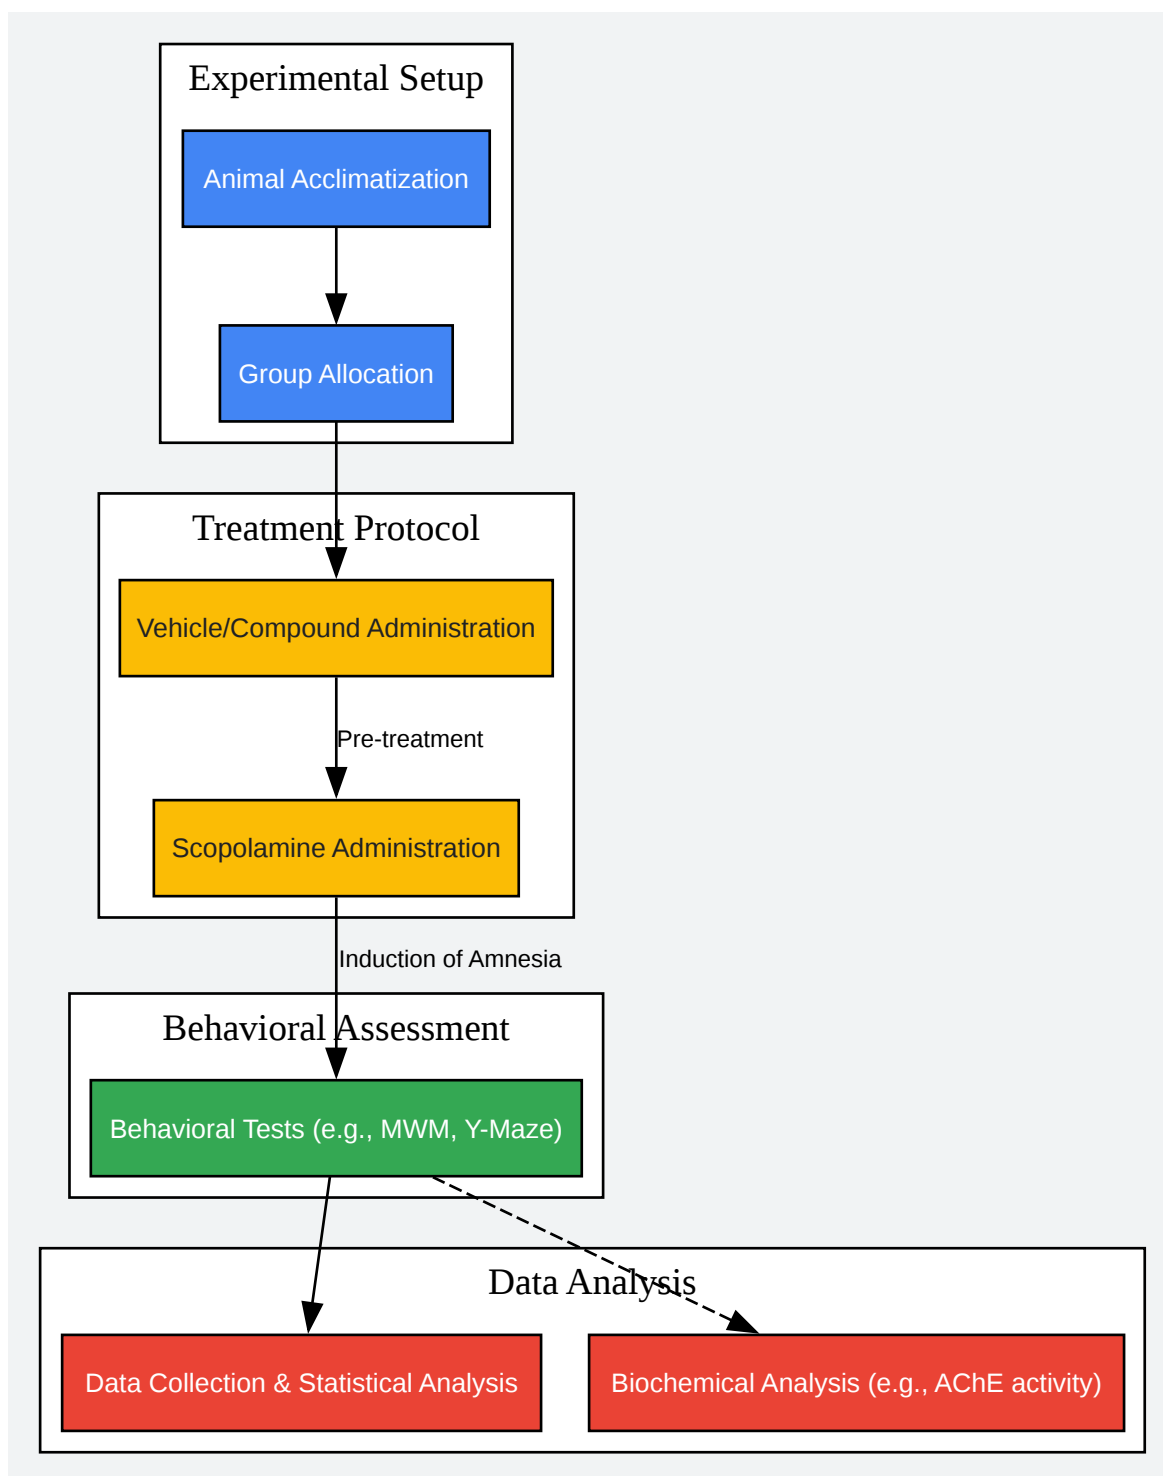 Experimental Setup
Animal Acclimatization
Group Allocation
Treatment Protocol
Vehicle/Compound Administration
Pre-treatment
Scopolamine Administration
Induction of Amnesia
Behavioral Assessment
Behavioral Tests (e.g., MWM, Y-Maze)
Data Analysis
Data Collection & Statistical Analysis
Biochemical Analysis (e.g., AChE activity)